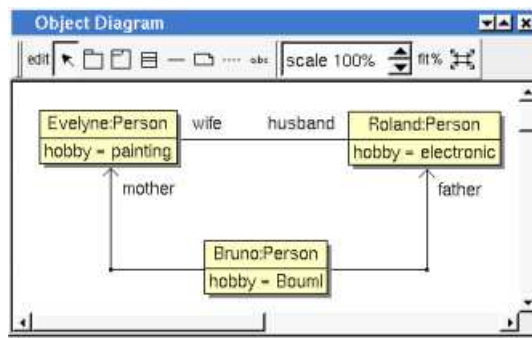 Object Diagram
edit abc scale 100% fit%
Evelyne:Person wife husband Roland:Person
hobby = painting hobby = electronic
mother father
Bruno:Person
hobby = Bouml